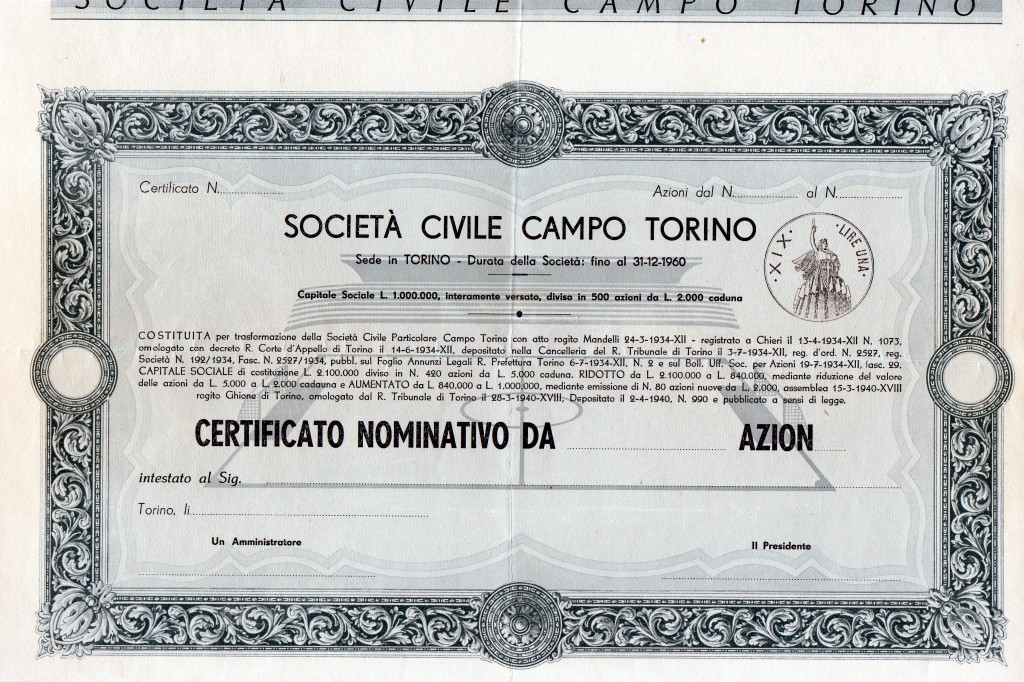 SOCIETÀ CIVILE CAMPO TORINO
Certificato N.
Azioni dal N. al N.
SOCIETÀ CIVILE CAMPO TORINO
Sede in TORINO - Durata della Società: fino al 31-12-1960
XIX · LIRE UNA ·
Capitale Sociale L. 1.000.000, interamente versato, diviso in 500 azioni da L. 2.000 caduna
COSTITUITA per trasformazione della Società Civile Particolare Campo Torino con atto rogito Mandelli 24-3-1934-XII - registrato a Chieri il 13-4-1934-XII N. 1073,
omologato con decreto R. Corte d'Appello di Torino il 14-6-1934-XII, depositato nella Cancelleria del R. Tribunale di Torino il 3-7-1934-XII, reg. d'ord. N. 2527, reg.
Società N. 192/1934, Fasc. N. 2527/1934, pubbl. sul Foglio Annunzi Legali R. Prefettura Torino 6-7-1934-XII, N. 2 e sul Boll. Uff. Soc. per Azioni 19-7-1934-XII, fasc. 29.
CAPITALE SOCIALE di costituzione L. 2.100.000 diviso in N. 420 azioni da L. 5.000 caduna. RIDOTTO da L. 2.100.000 a L. 840.000, mediante riduzione del valore
delle azioni da L. 5.000 a L. 2.000 cadauna e AUMENTATO da L. 840.000 a L. 1.000.000, mediante emissione di N. 80 azioni nuove da L. 2.000, assemblea 15-3-1940-XVIII
rogito Ghione di Torino, omologato dal R. Tribunale di Torino il 28-3-1940-XVIII, Depositato il 2-4-1940, N. 990 e pubblicato a sensi di legge.
CERTIFICATO NOMINATIVO DA AZION
intestato al Sig.
Torino, li
Un Amministratore
Il Presidente